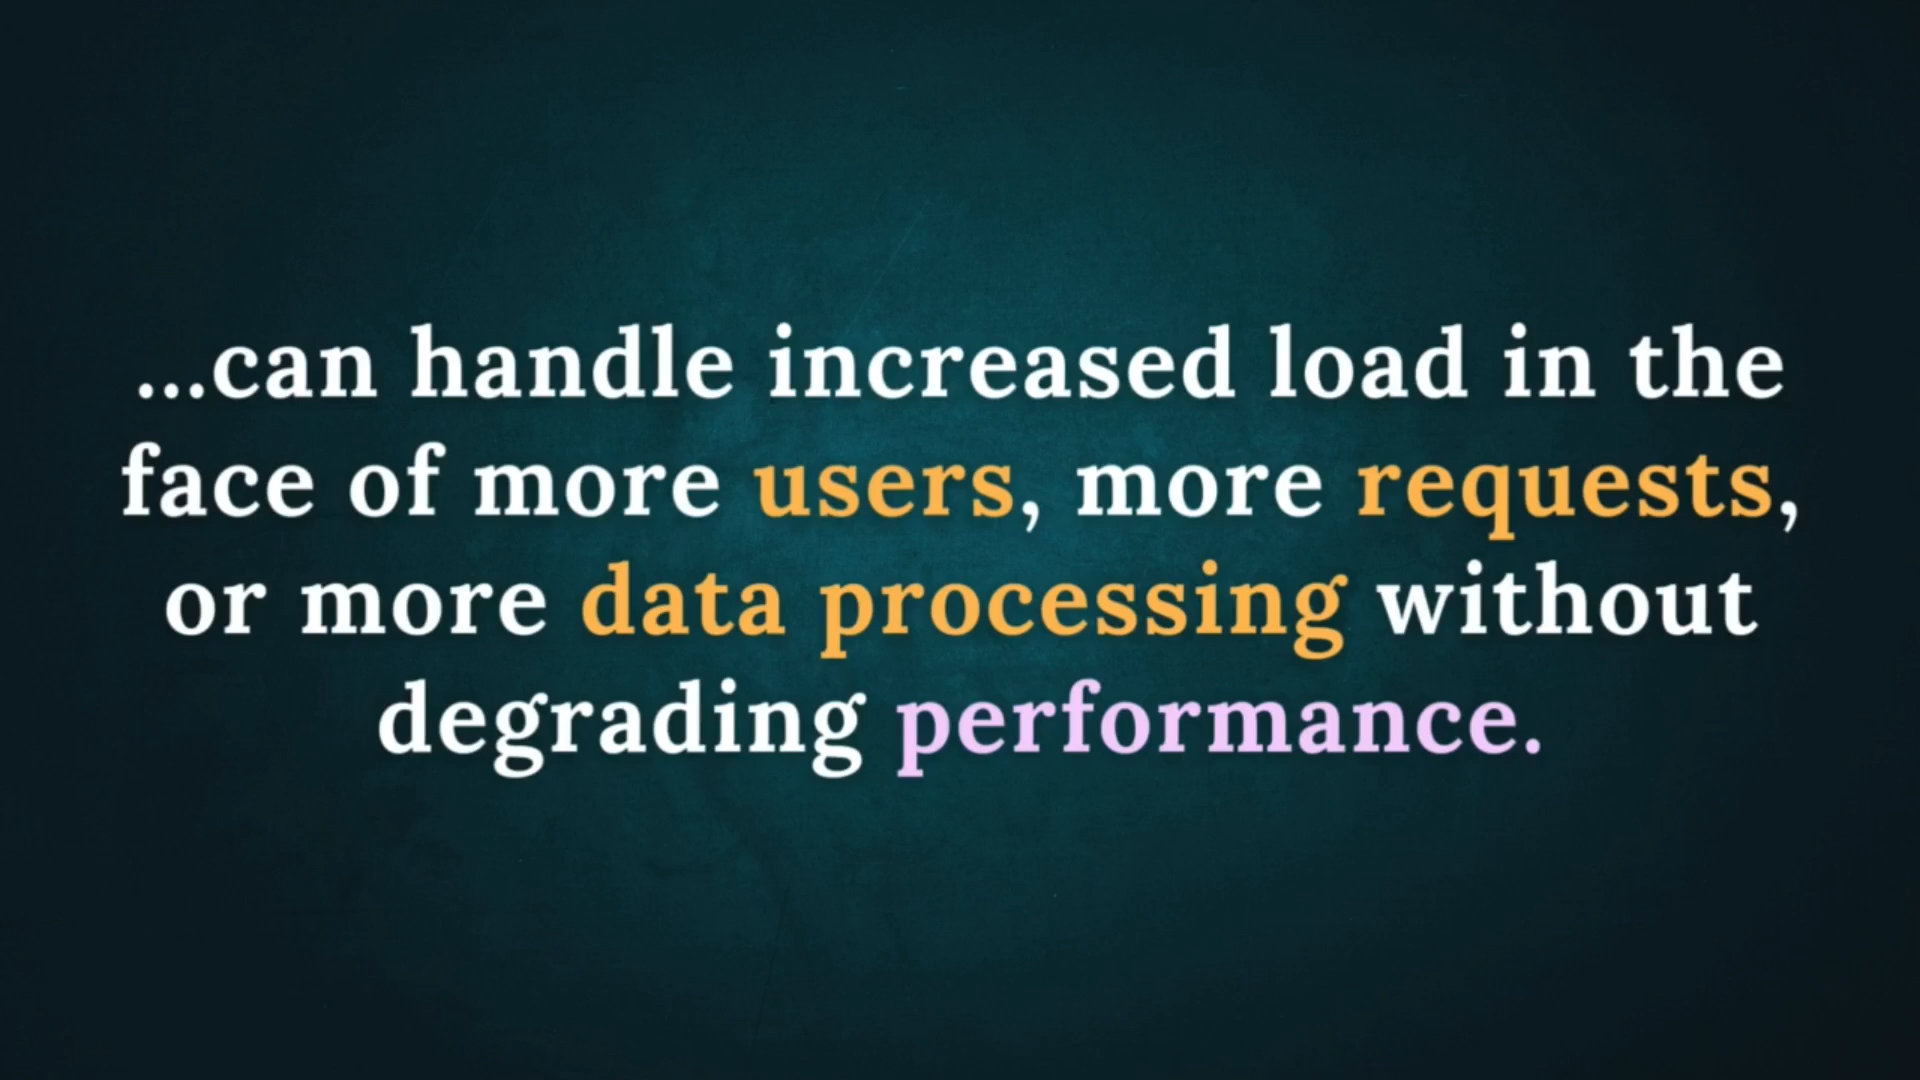 ...can handle increased load in the
face of more users, more requests,
or more data processing without
degrading performance.